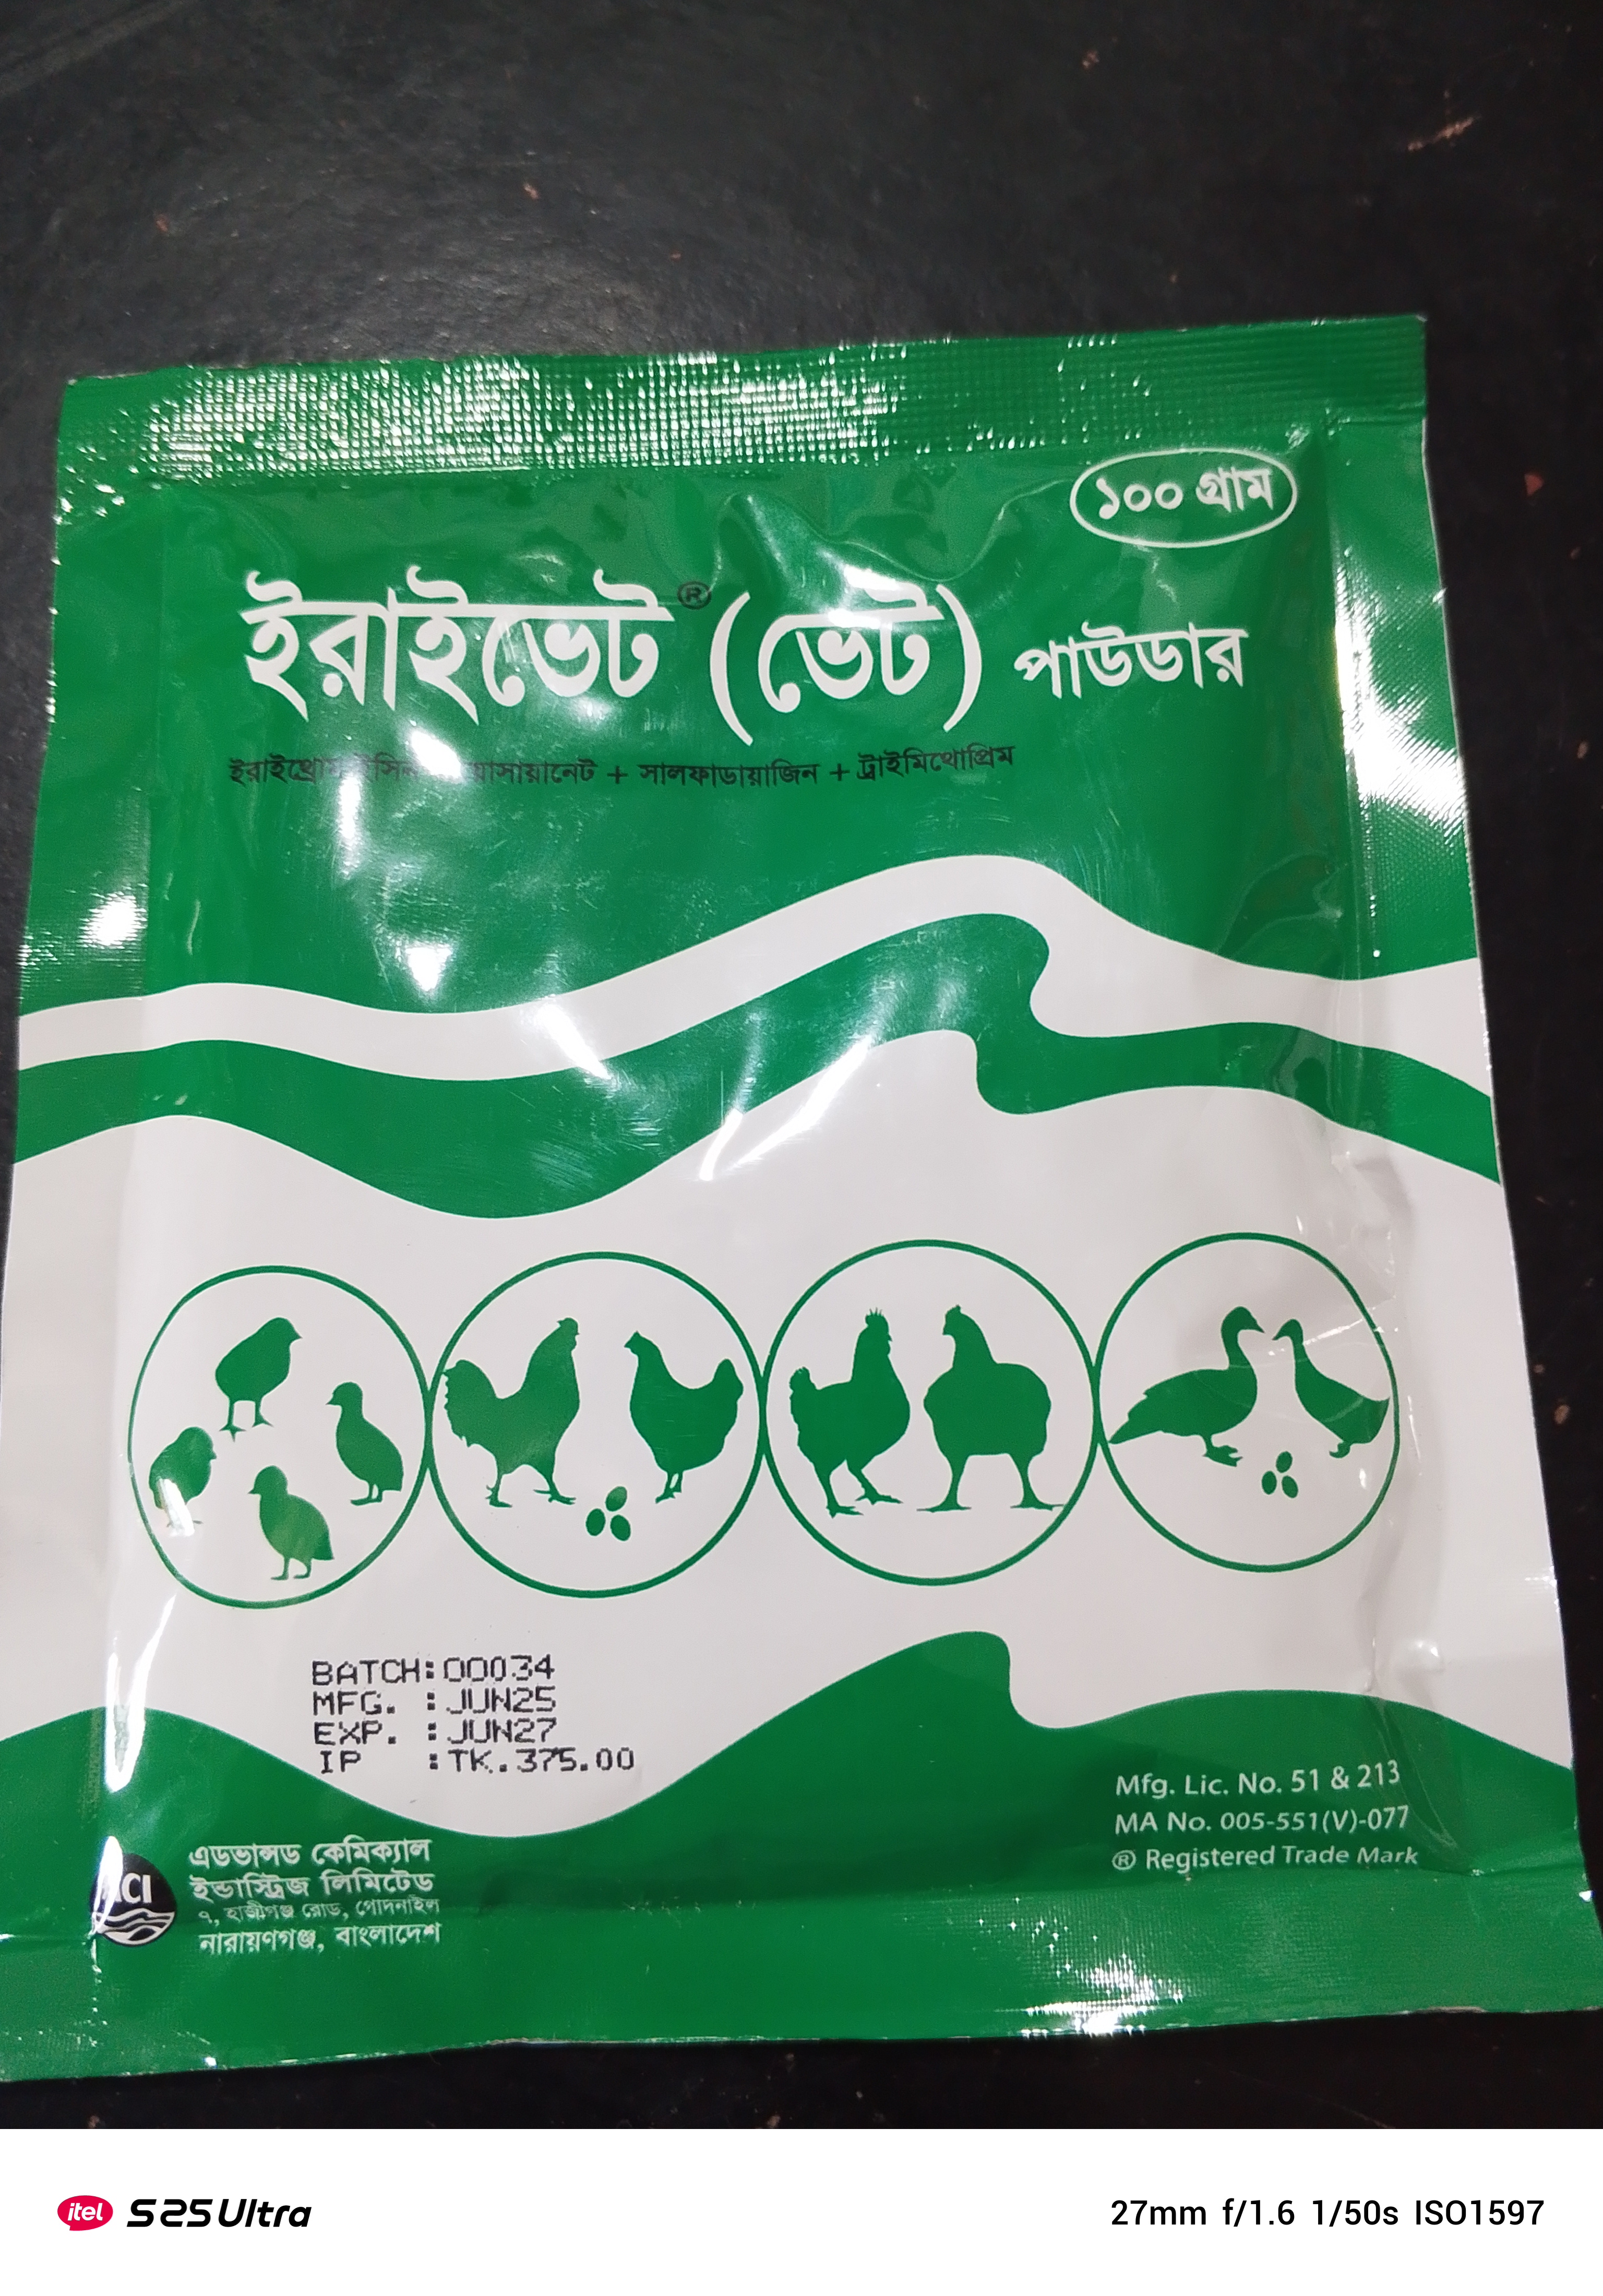 ১০০ গ্রাম
ইরাইভেট® (ভেট) পাউডার
থায়োসায়ানেট + সালফাডায়াজিন + ট্রাইমিথোপ্রিম
BATCH:00034
MFG. :JUN25
EXP. :JUN27
IP :TK.375.00
Mfg. Lic. No. 51 & 213
MA No. 005-551(V)-077
® Registered Trade Mark
ACI
এডভান্সড কেমিক্যাল
ইন্ডাস্ট্রিজ লিমিটেড
৭, হাজীগঞ্জ রোড, গোদনাইল
নারায়ণগঞ্জ, বাংলাদেশ
itel S25 Ultra
27mm f/1.6 1/50s ISO1597